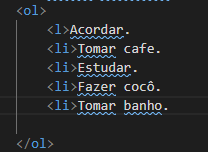 <ol>
<l>Acordar.
<li>Tomar cafe.
<li>Estudar.
<li>Fazer cocô.
<li>Tomar banho.
</ol>